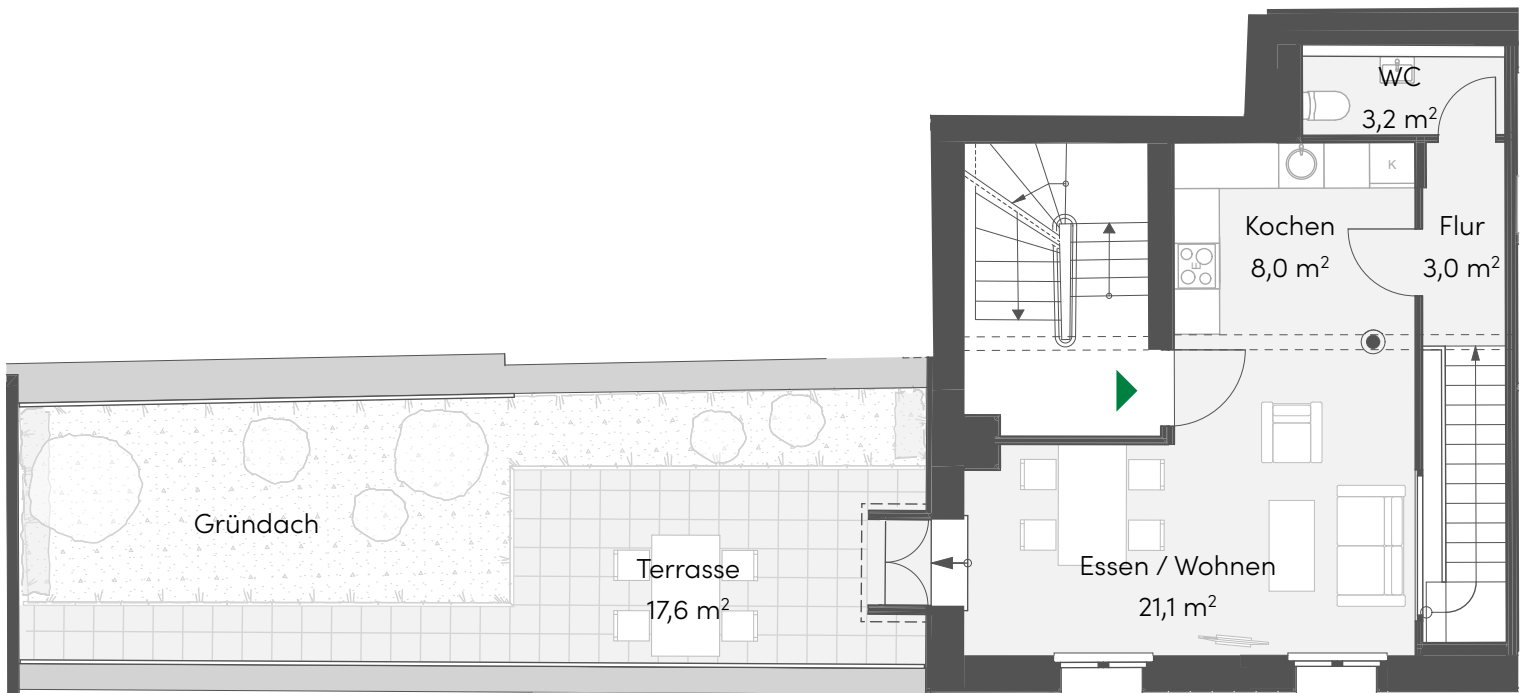 WC
3,2 m²
K
Kochen
8,0 m²
Flur
3,0 m²
E
Gründach
Terrasse
17,6 m²
Essen / Wohnen
21,1 m²